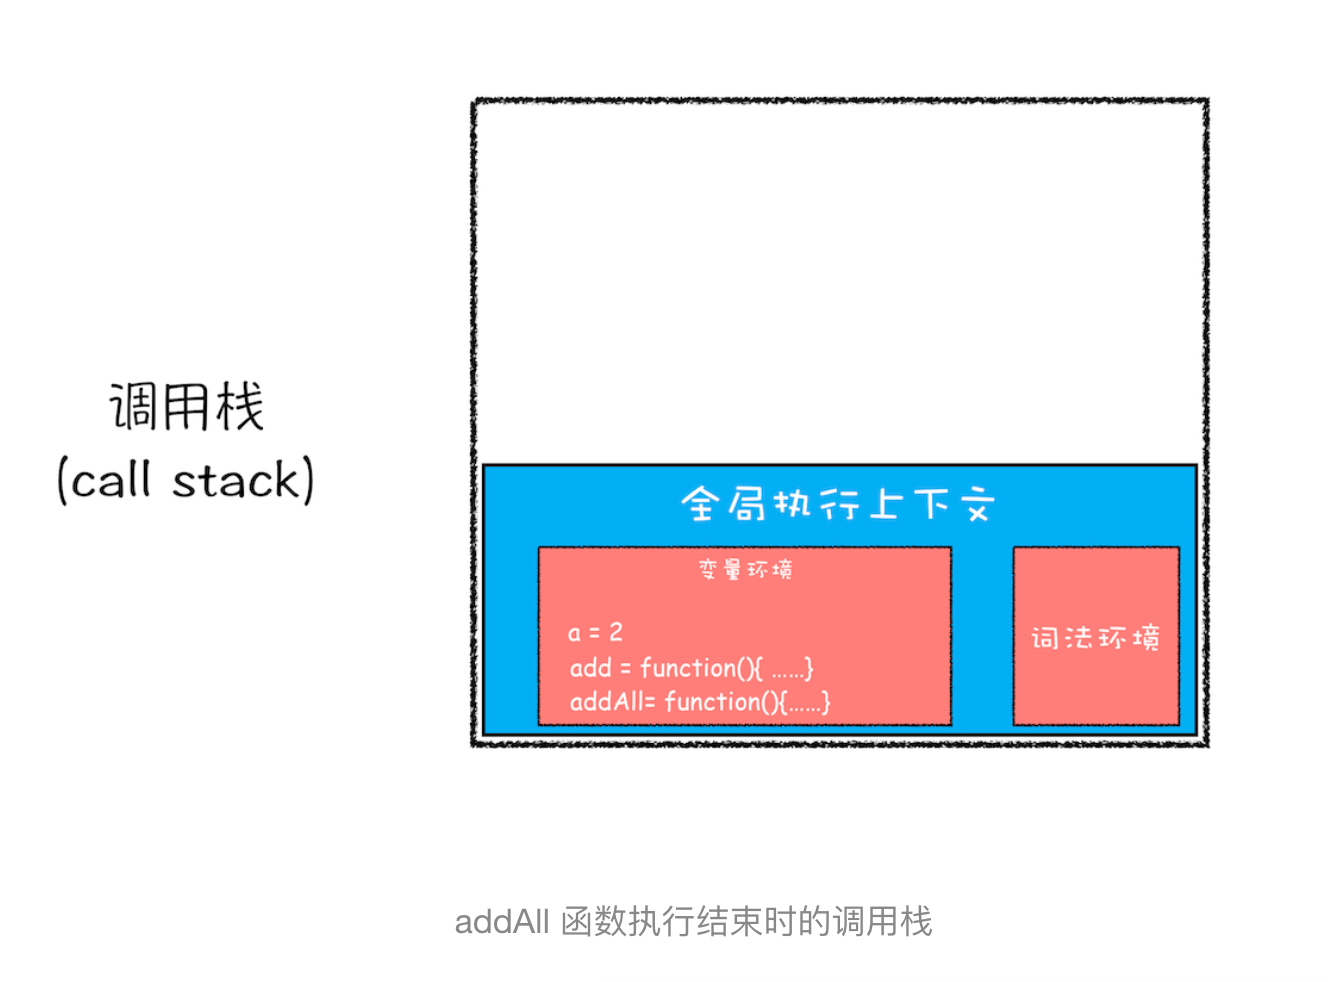 调用栈
(call stack)
全局执行上下文
变量环境
a = 2
add = function(){ ......}
addAll= function(){......}
词法环境
addAll 函数执行结束时的调用栈